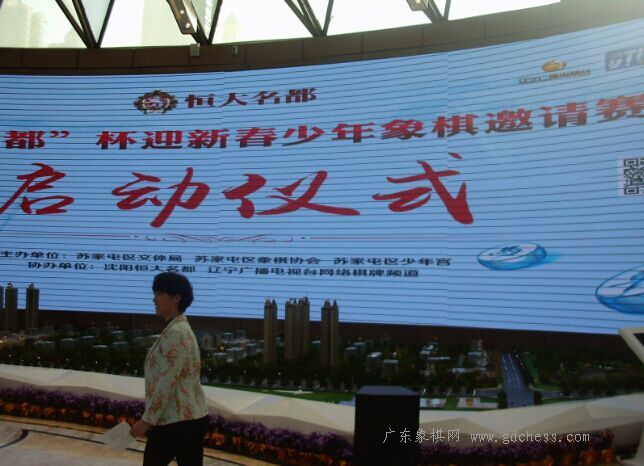 恒大名都
都”杯迎新春少年象棋邀请赛
启动仪式
主办单位：苏家屯区文体局 苏家屯区象棋协会 苏家屯区少年宫
协办单位：沈阳恒大名都 辽宁广播电视台网络棋牌频道
广东象棋网 www.gdchess.com